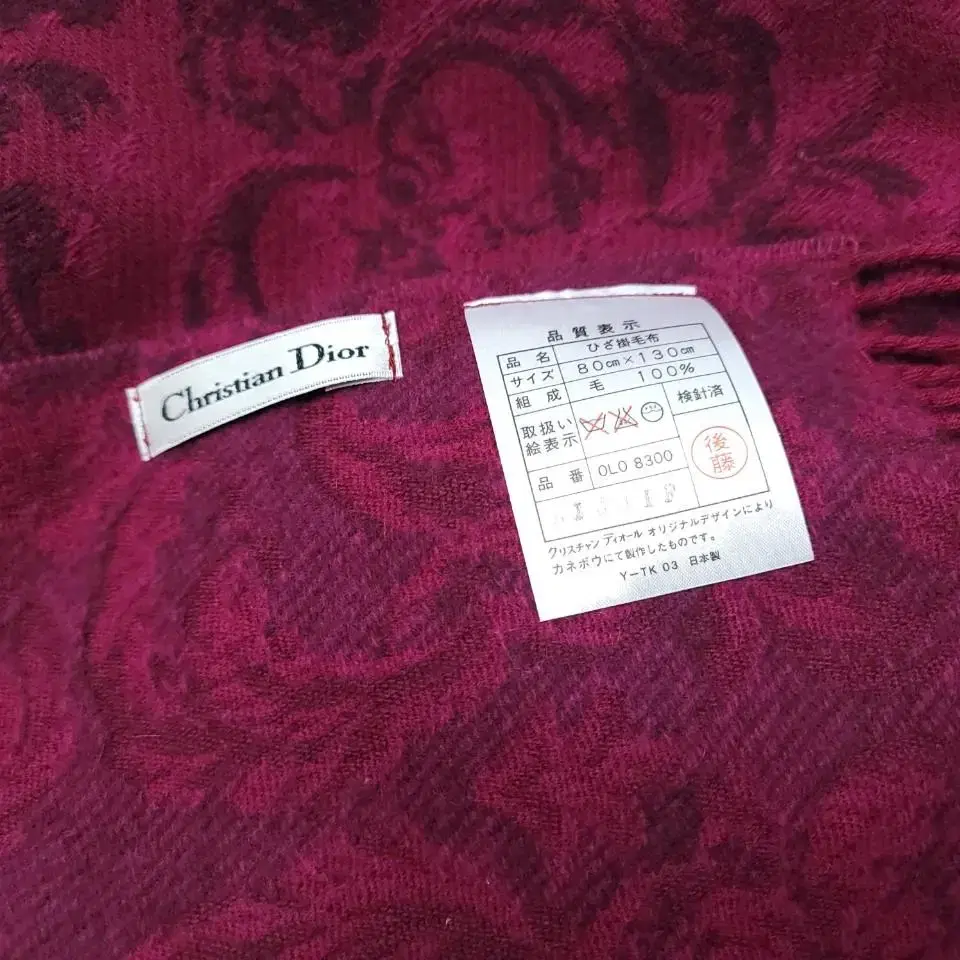 Christian Dior
品質表示
品名 ひざ掛毛布
サイズ 80㎝×130㎝
組成 毛 100%
取扱い
絵表示
検針済
後
藤
品番 OLO 8300
クリスチャン ディオール オリジナルデザインにより
カネボウにて製作したものです。
Y-TK 03 日本製